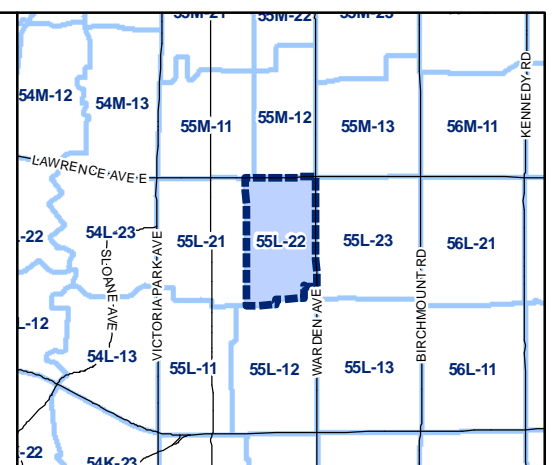 55M-21
55M-22
55M-23
54M-12
54M-13
55M-11
55M-12
55M-13
56M-11
KENNEDY RD
LAWRENCE AVE E
-22
54L-23
55L-21
55L-22
55L-23
56L-21
SLOANE AVE
VICTORIA PARK AVE
WARDEN AVE
BIRCHMOUNT RD
L-12
54L-13
55L-11
55L-12
55L-13
56L-11
-22
54K-23